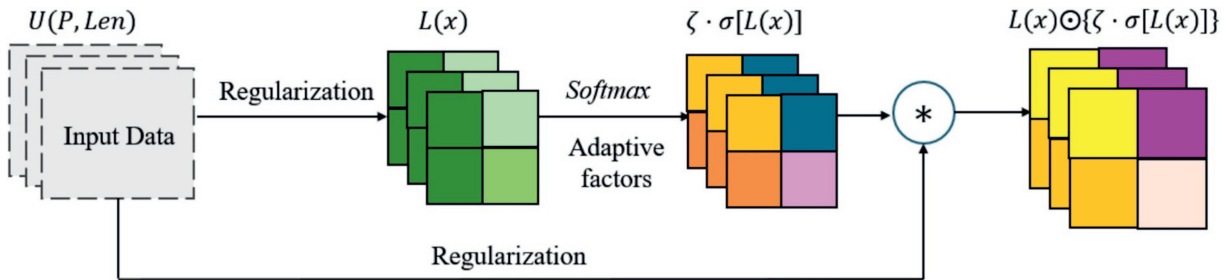 U(P, Len)
L(x)
ζ · σ[L(x)]
L(x)⊙{ζ · σ[L(x)]}
Input Data
Regularization
Softmax
Adaptive
factors
*
Regularization